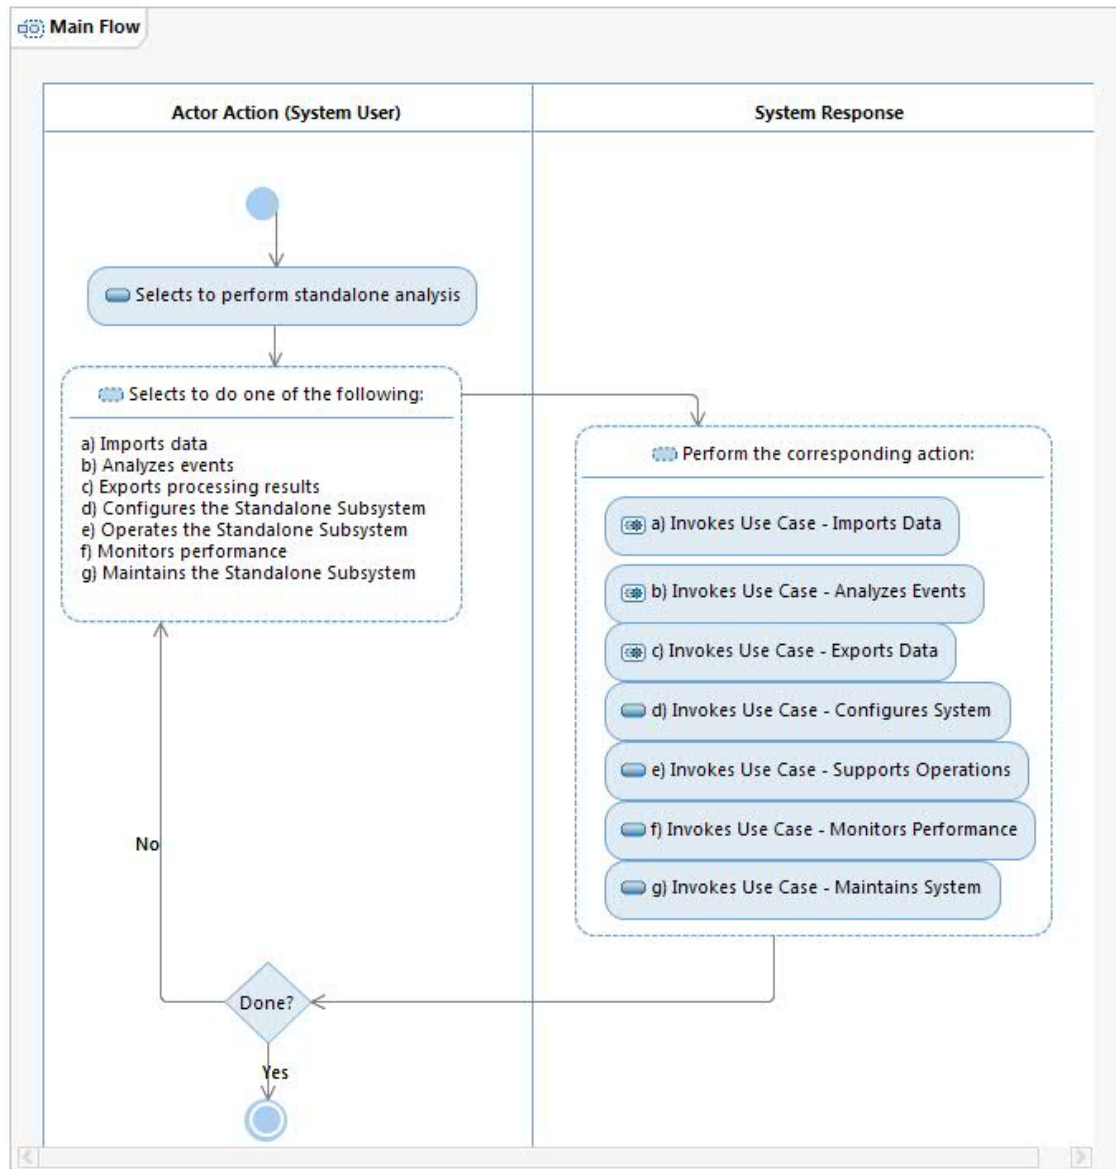 Main Flow
Actor Action (System User)
System Response
Selects to perform standalone analysis
Selects to do one of the following:
a) Imports data
b) Analyzes events
c) Exports processing results
d) Configures the Standalone Subsystem
e) Operates the Standalone Subsystem
f) Monitors performance
g) Maintains the Standalone Subsystem
Perform the corresponding action:
a) Invokes Use Case - Imports Data
b) Invokes Use Case - Analyzes Events
c) Invokes Use Case - Exports Data
d) Invokes Use Case - Configures System
e) Invokes Use Case - Supports Operations
f) Invokes Use Case - Monitors Performance
g) Invokes Use Case - Maintains System
No
Done?
Yes